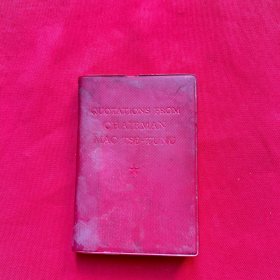 QUOTATIONS FROM
CHAIRMAN
MAO TSE-TUNG